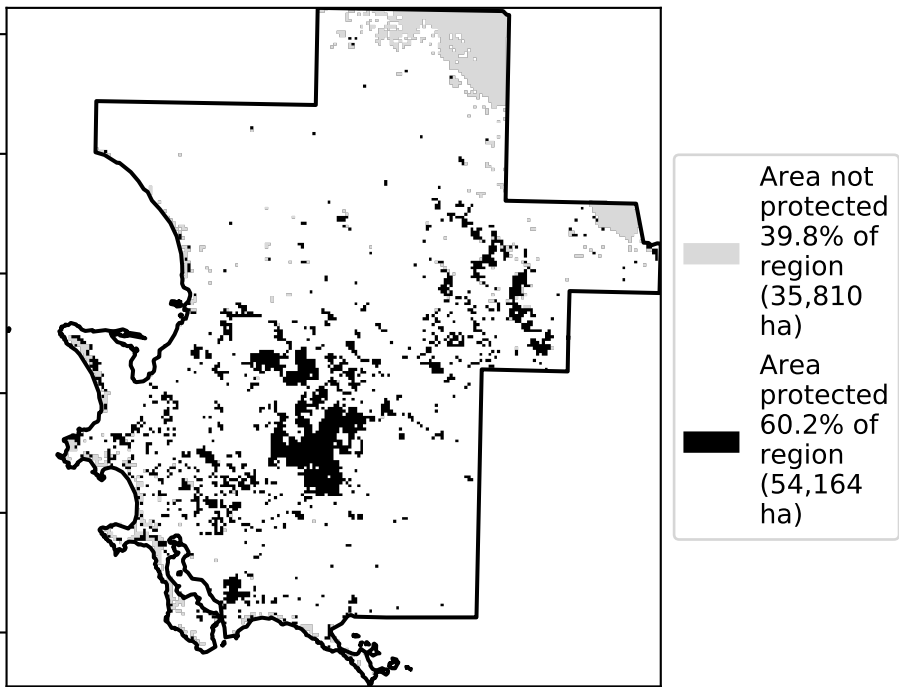 Area not
protected
39.8% of
region
(35,810
ha)
Area
protected
60.2% of
region
(54,164
ha)